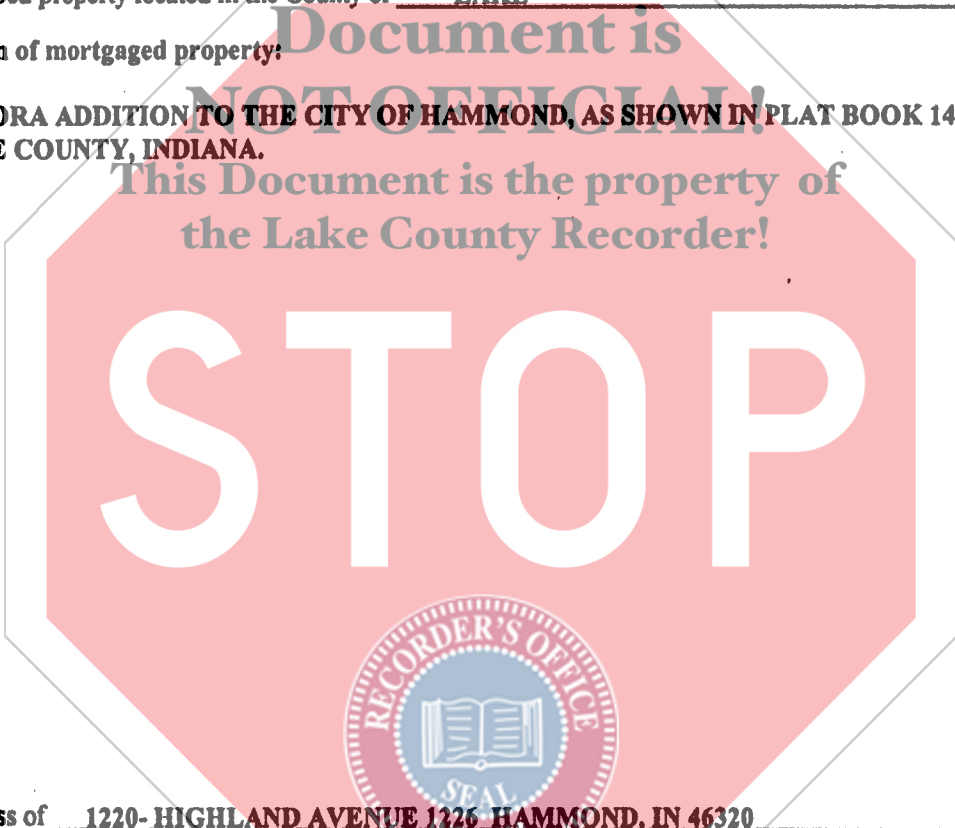 property located in the County of
Document is
of mortgaged property:
NOT OFFICIAL!
ADDITION TO THE CITY OF HAMMOND, AS SHOWN IN PLAT BOOK 14
COUNTY, INDIANA.
This Document is the property of
the Lake County Recorder!
STOP
RECORDER'S OFFICE
SEAL
of 1220- HIGHLAND AVENUE 1226 HAMMOND, IN 46320